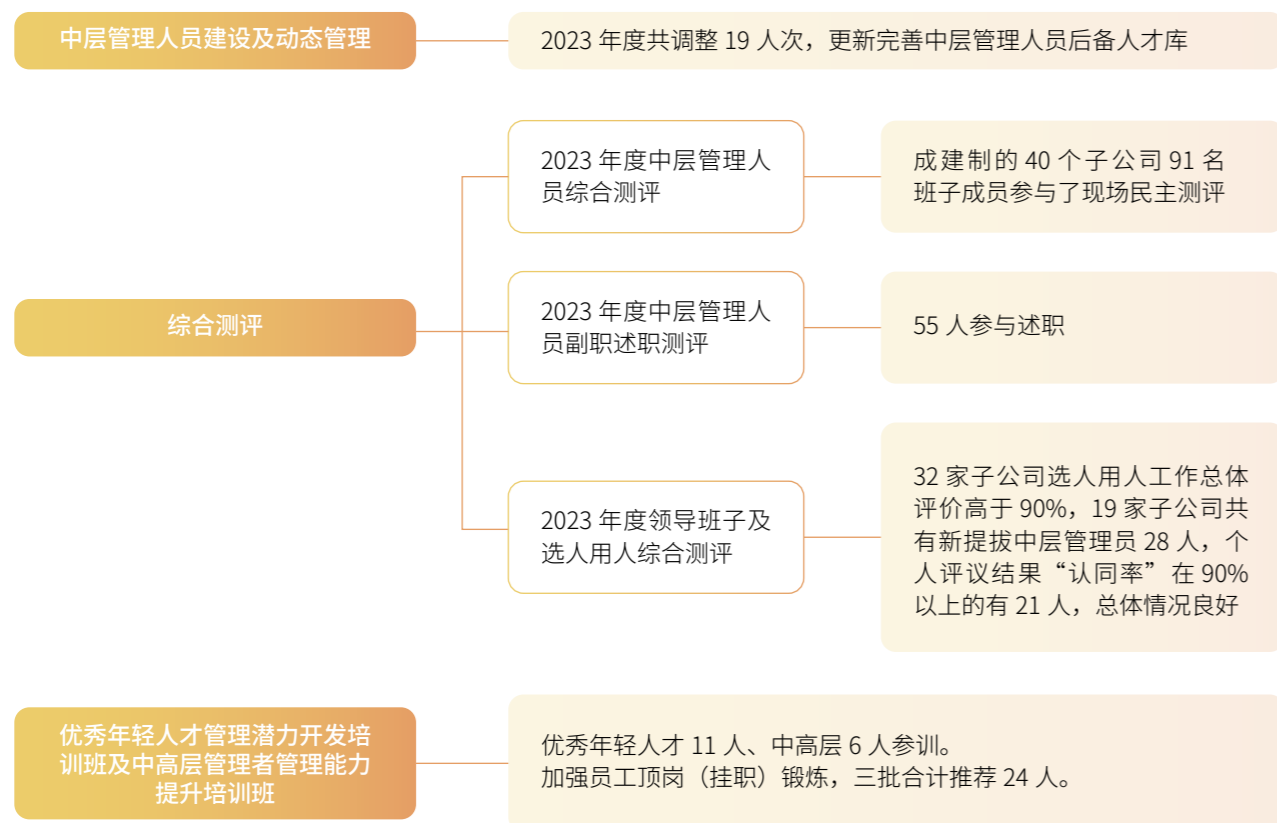 中层管理人员建设及动态管理
2023 年度共调整 19 人次，更新完善中层管理人员后备人才库
综合测评
2023 年度中层管理人
员综合测评
成建制的 40 个子公司 91 名
班子成员参与了现场民主测评
2023 年度中层管理人
员副职述职测评
55 人参与述职
2023 年度领导班子及
选人用人综合测评
32 家子公司选人用人工作总体
评价高于 90%，19 家子公司共
有新提拔中层管理员 28 人，个
人评议结果“认同率”在 90%
以上的有 21 人，总体情况良好
优秀年轻人才管理潜力开发培
训班及中高层管理者管理能力
提升培训班
优秀年轻人才 11 人、中高层 6 人参训。
加强员工顶岗（挂职）锻炼，三批合计推荐 24 人。